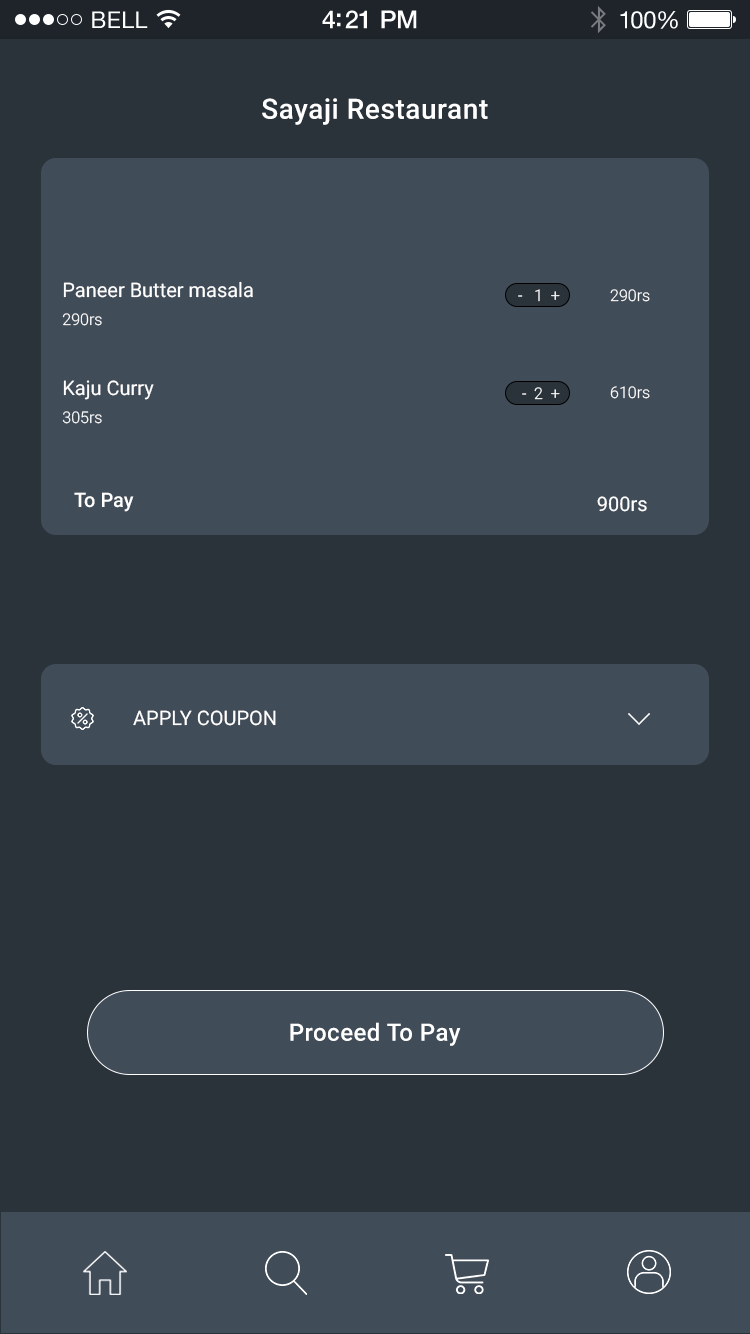 BELL 4:21 PM 100%
Sayaji Restaurant
Paneer Butter masala - 1 + 290rs
290rs
Kaju Curry - 2 + 610rs
305rs
To Pay 900rs
APPLY COUPON
Proceed To Pay